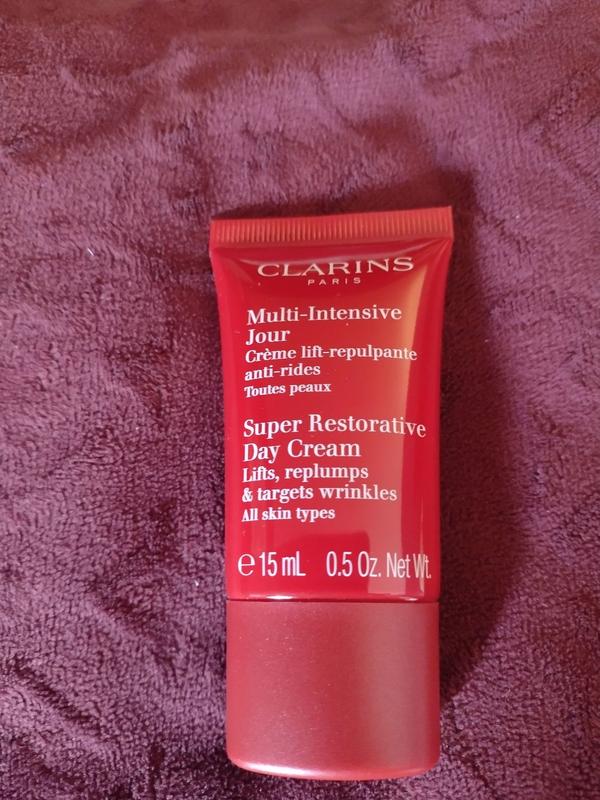 CLARINS
PARIS
Multi-Intensive
Jour
Crème lift-repulpante
anti-rides
Toutes peaux
Super Restorative
Day Cream
Lifts, replumps
& targets wrinkles
All skin types
℮ 15 mL 0.5 Oz. Net Wt.